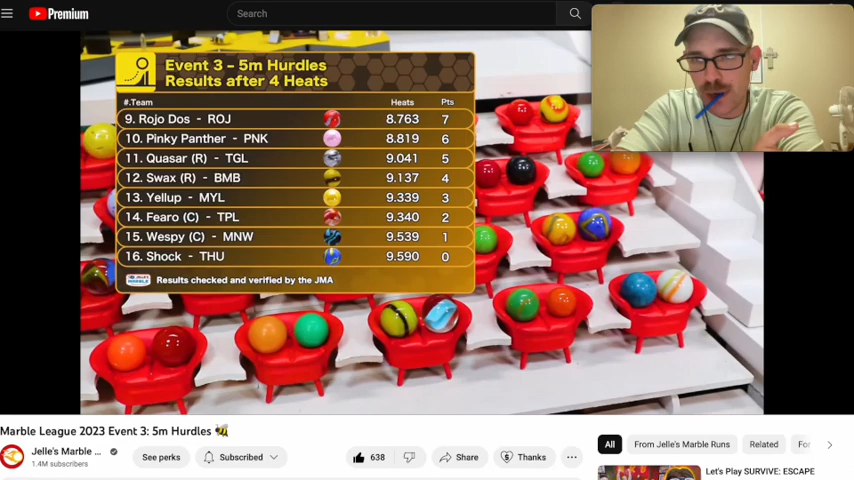 Premium
Search
Event 3 - 5m Hurdles
Results after 4 Heats
#.Team Heats Pts
9. Rojo Dos - ROJ 8.763 7
10. Pinky Panther - PNK 8.819 6
11. Quasar (R) - TGL 9.041 5
12. Swax (R) - BMB 9.137 4
13. Yellup - MYL 9.339 3
14. Fearo (C) - TPL 9.340 2
15. Wespy (C) - MNW 9.539 1
16. Shock - THU 9.590 0
JELLE'S MARBLE Results checked and verified by the JMA
Marble League 2023 Event 3: 5m Hurdles 🐝
Jelle's Marble ...
1.4M subscribers
See perks
Subscribed
638
Share
Thanks
All From Jelle's Marble Runs Related For
Let's Play SURVIVE: ESCAPE